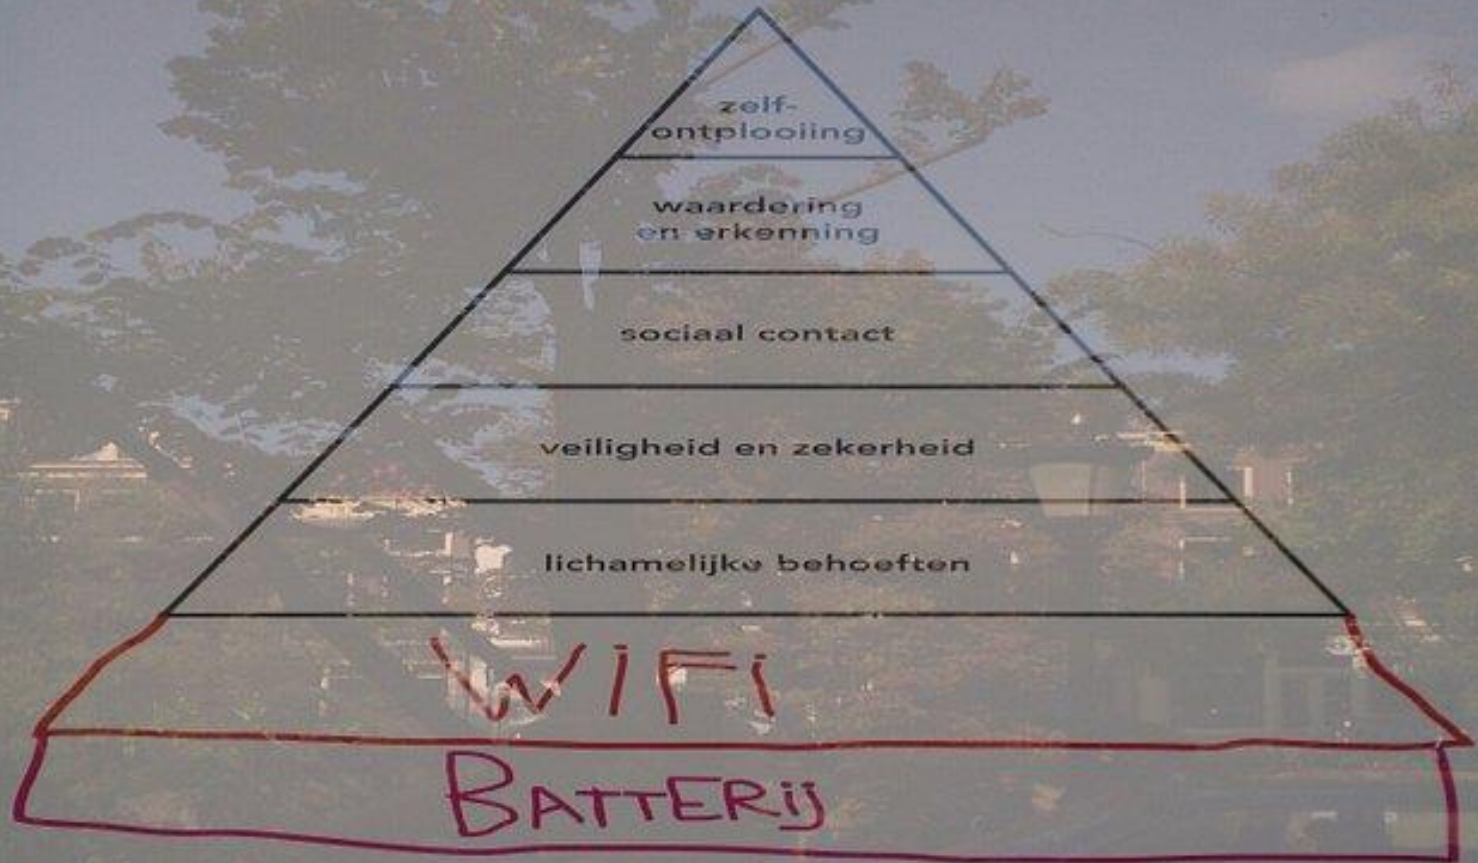 zelf-
ontplooiing
waardering
en erkenning
sociaal contact
veiligheid en zekerheid
lichamelijke behoeften
WiFi
BATTERij